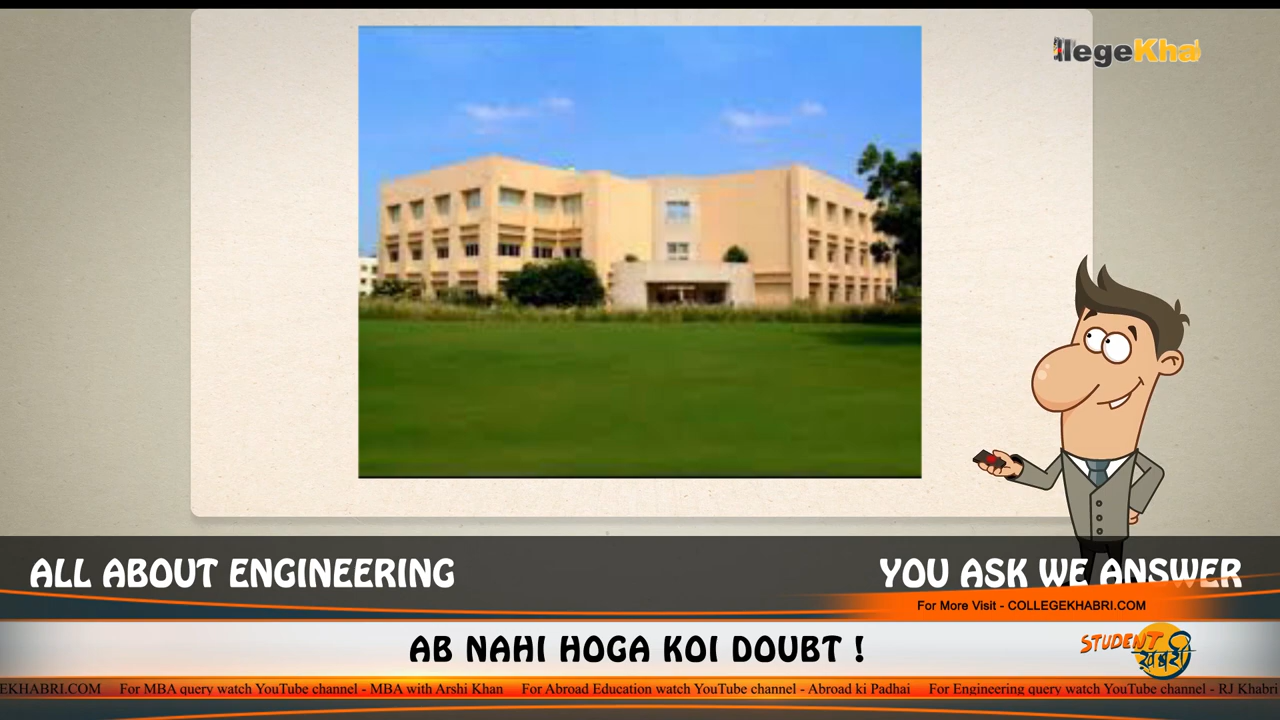 llegeKha
ALL ABOUT ENGINEERING
YOU ASK WE ANSWER
For More Visit - COLLEGEKHABRI.COM
AB NAHI HOGA KOI DOUBT !
STUDENT
ख़बरी
EKHABRI.COM For MBA query watch YouTube channel - MBA with Arshi Khan For Abroad Education watch YouTube channel - Abroad ki Padhai For Engineering query watch YouTube channel - RJ Khabri